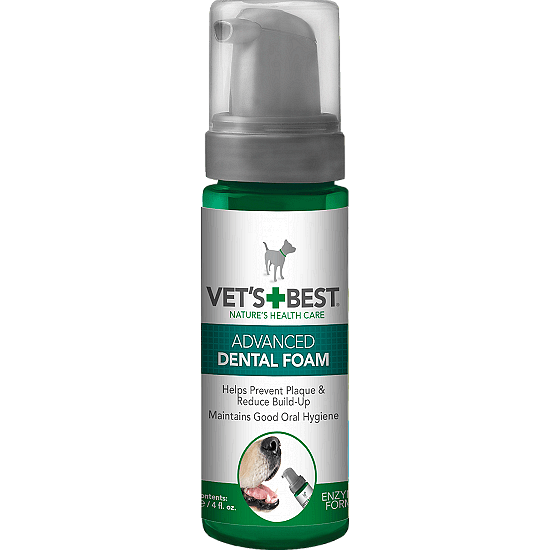 VET'S+BEST®
NATURE'S HEALTH CARE
ADVANCED
DENTAL FOAM
Helps Prevent Plaque &
Reduce Build-Up
Maintains Good Oral Hygiene
/ 4 fl. oz.